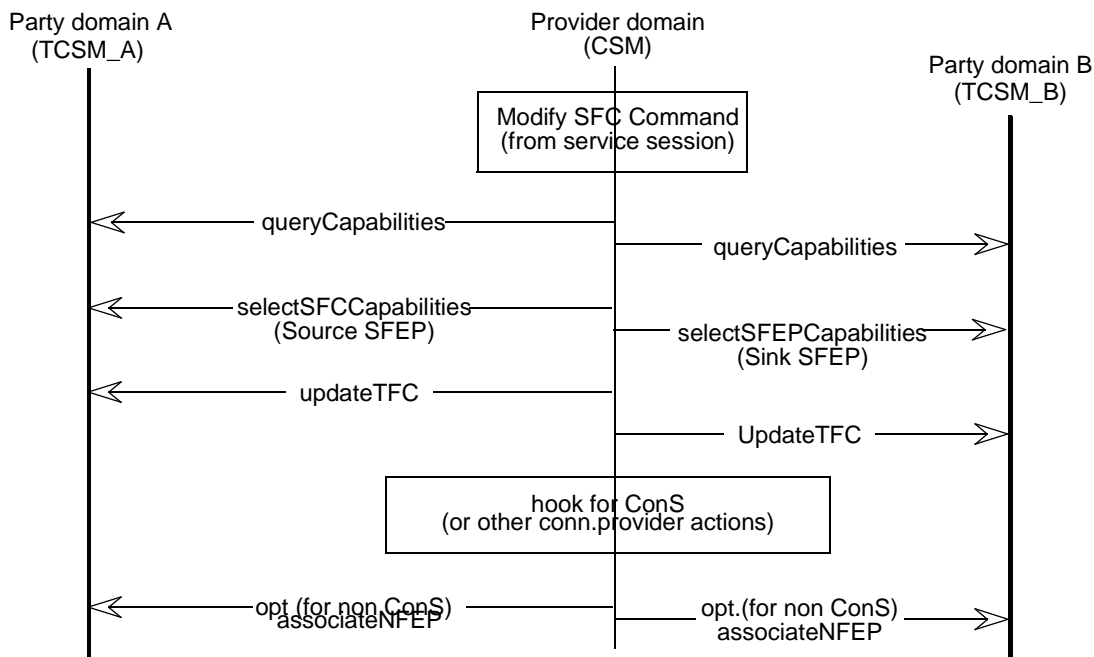 Party domain A
(TCSM_A)
Provider domain
(CSM)
Party domain B
(TCSM_B)
Modify SFC Command
(from service session)
queryCapabilities
queryCapabilities
selectSFCCapabilities
(Source SFEP)
selectSFEPCapabilities
(Sink SFEP)
updateTFC
UpdateTFC
hook for ConS
(or other conn.provider actions)
opt.(for non ConS)
associateNFEP
opt.(for non ConS)
associateNFEP